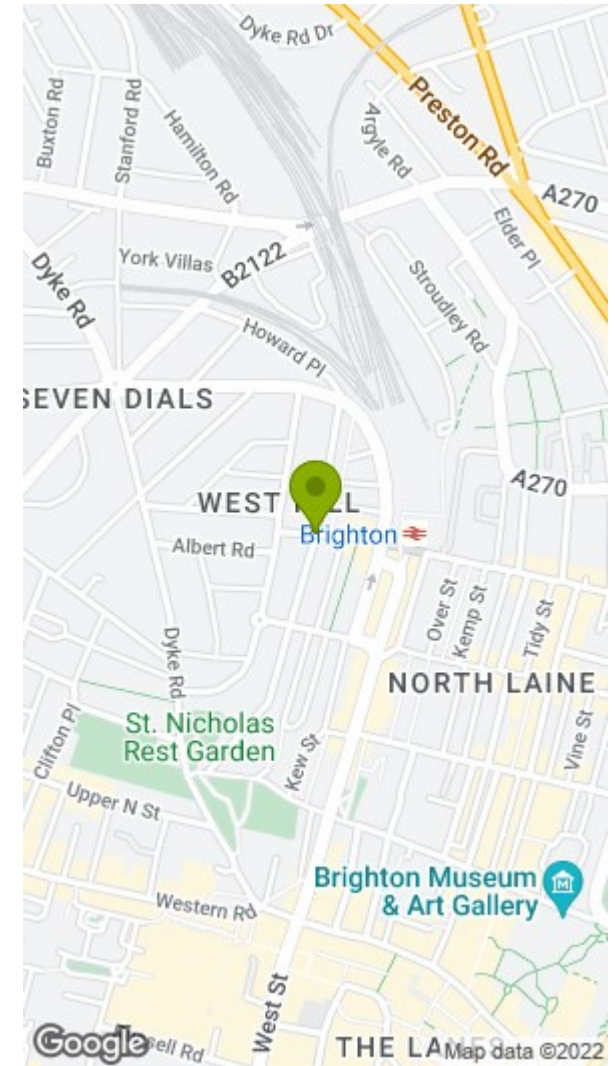 Dyke Rd Dr
Buxton Rd
Stanford Rd
Hamilton Rd
Argyle Rd
Preston Rd
A270
Elder Pl
York Villas
B2122
Stroudley Rd
Dyke Rd
Howard Pl
SEVEN DIALS
A270
WEST
Brighton
Albert Rd
Over St
Kemp St
Tidy St
Dyke Rd
NORTH LAINE
St. Nicholas
Rest Garden
Clifton Pl
Kew St
Vine St
Upper N St
Brighton Museum
& Art Gallery
Western Rd
West St
Google
THE
Map data ©2022